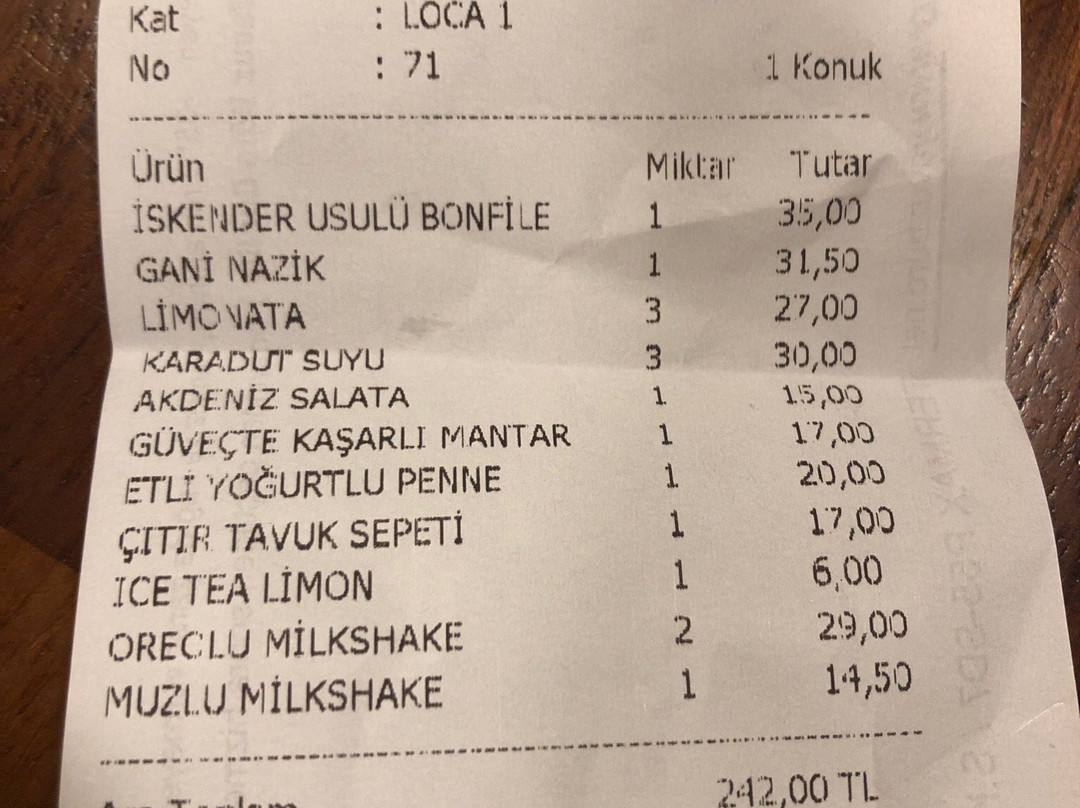 Kat : LOCA 1
No : 71 1 Konuk
Ürün Miktar Tutar
İSKENDER USULÜ BONFİLE 1 35,00
GANİ NAZİK 1 31,50
LİMONATA 3 27,00
KARADUT SUYU 3 30,00
AKDENİZ SALATA 1 15,00
GÜVEÇTE KAŞARLI MANTAR 1 17,00
ETLİ YOĞURTLU PENNE 1 20,00
ÇITIR TAVUK SEPETİ 1 17,00
ICE TEA LİMON 1 6,00
OREOLU MİLKSHAKE 2 29,00
MUZLU MİLKSHAKE 1 14,50
Ara Toplam 242,00 TL